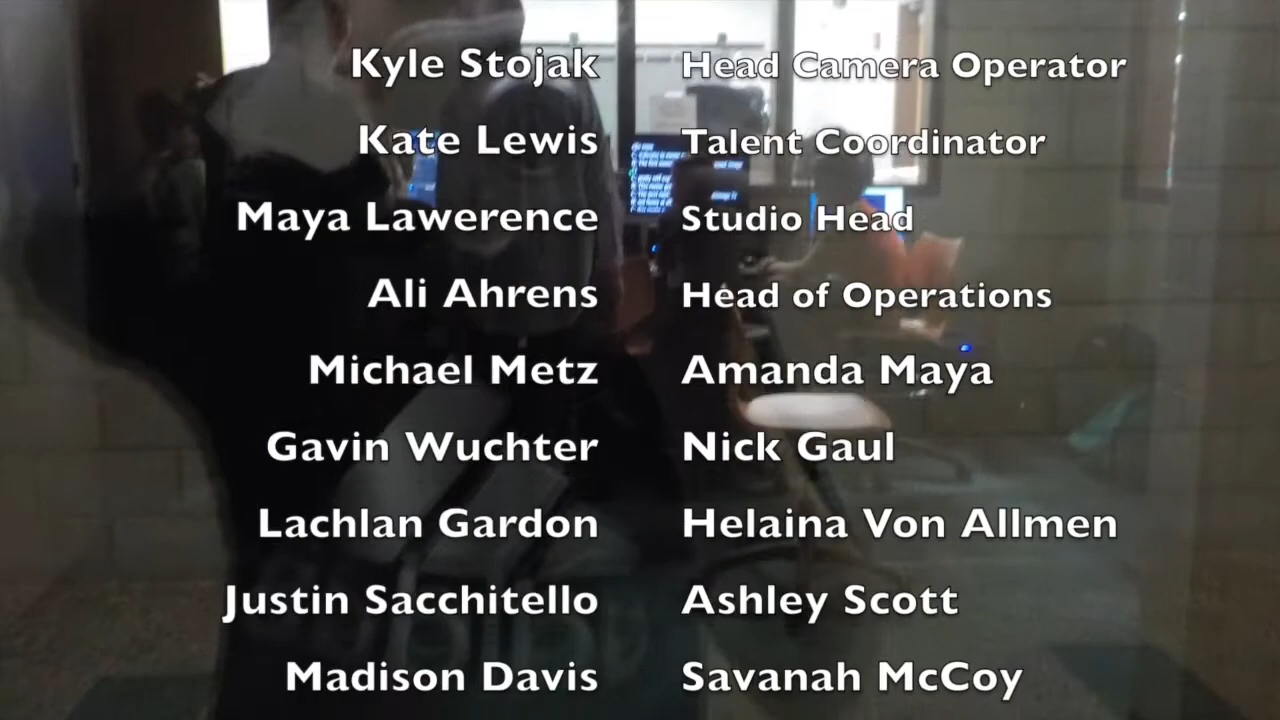 Kyle Stojak Head Camera Operator
Kate Lewis Talent Coordinator
Maya Lawerence Studio Head
Ali Ahrens Head of Operations
Michael Metz Amanda Maya
Gavin Wuchter Nick Gaul
Lachlan Gardon Helaina Von Allmen
Justin Sacchitello Ashley Scott
Madison Davis Savanah McCoy